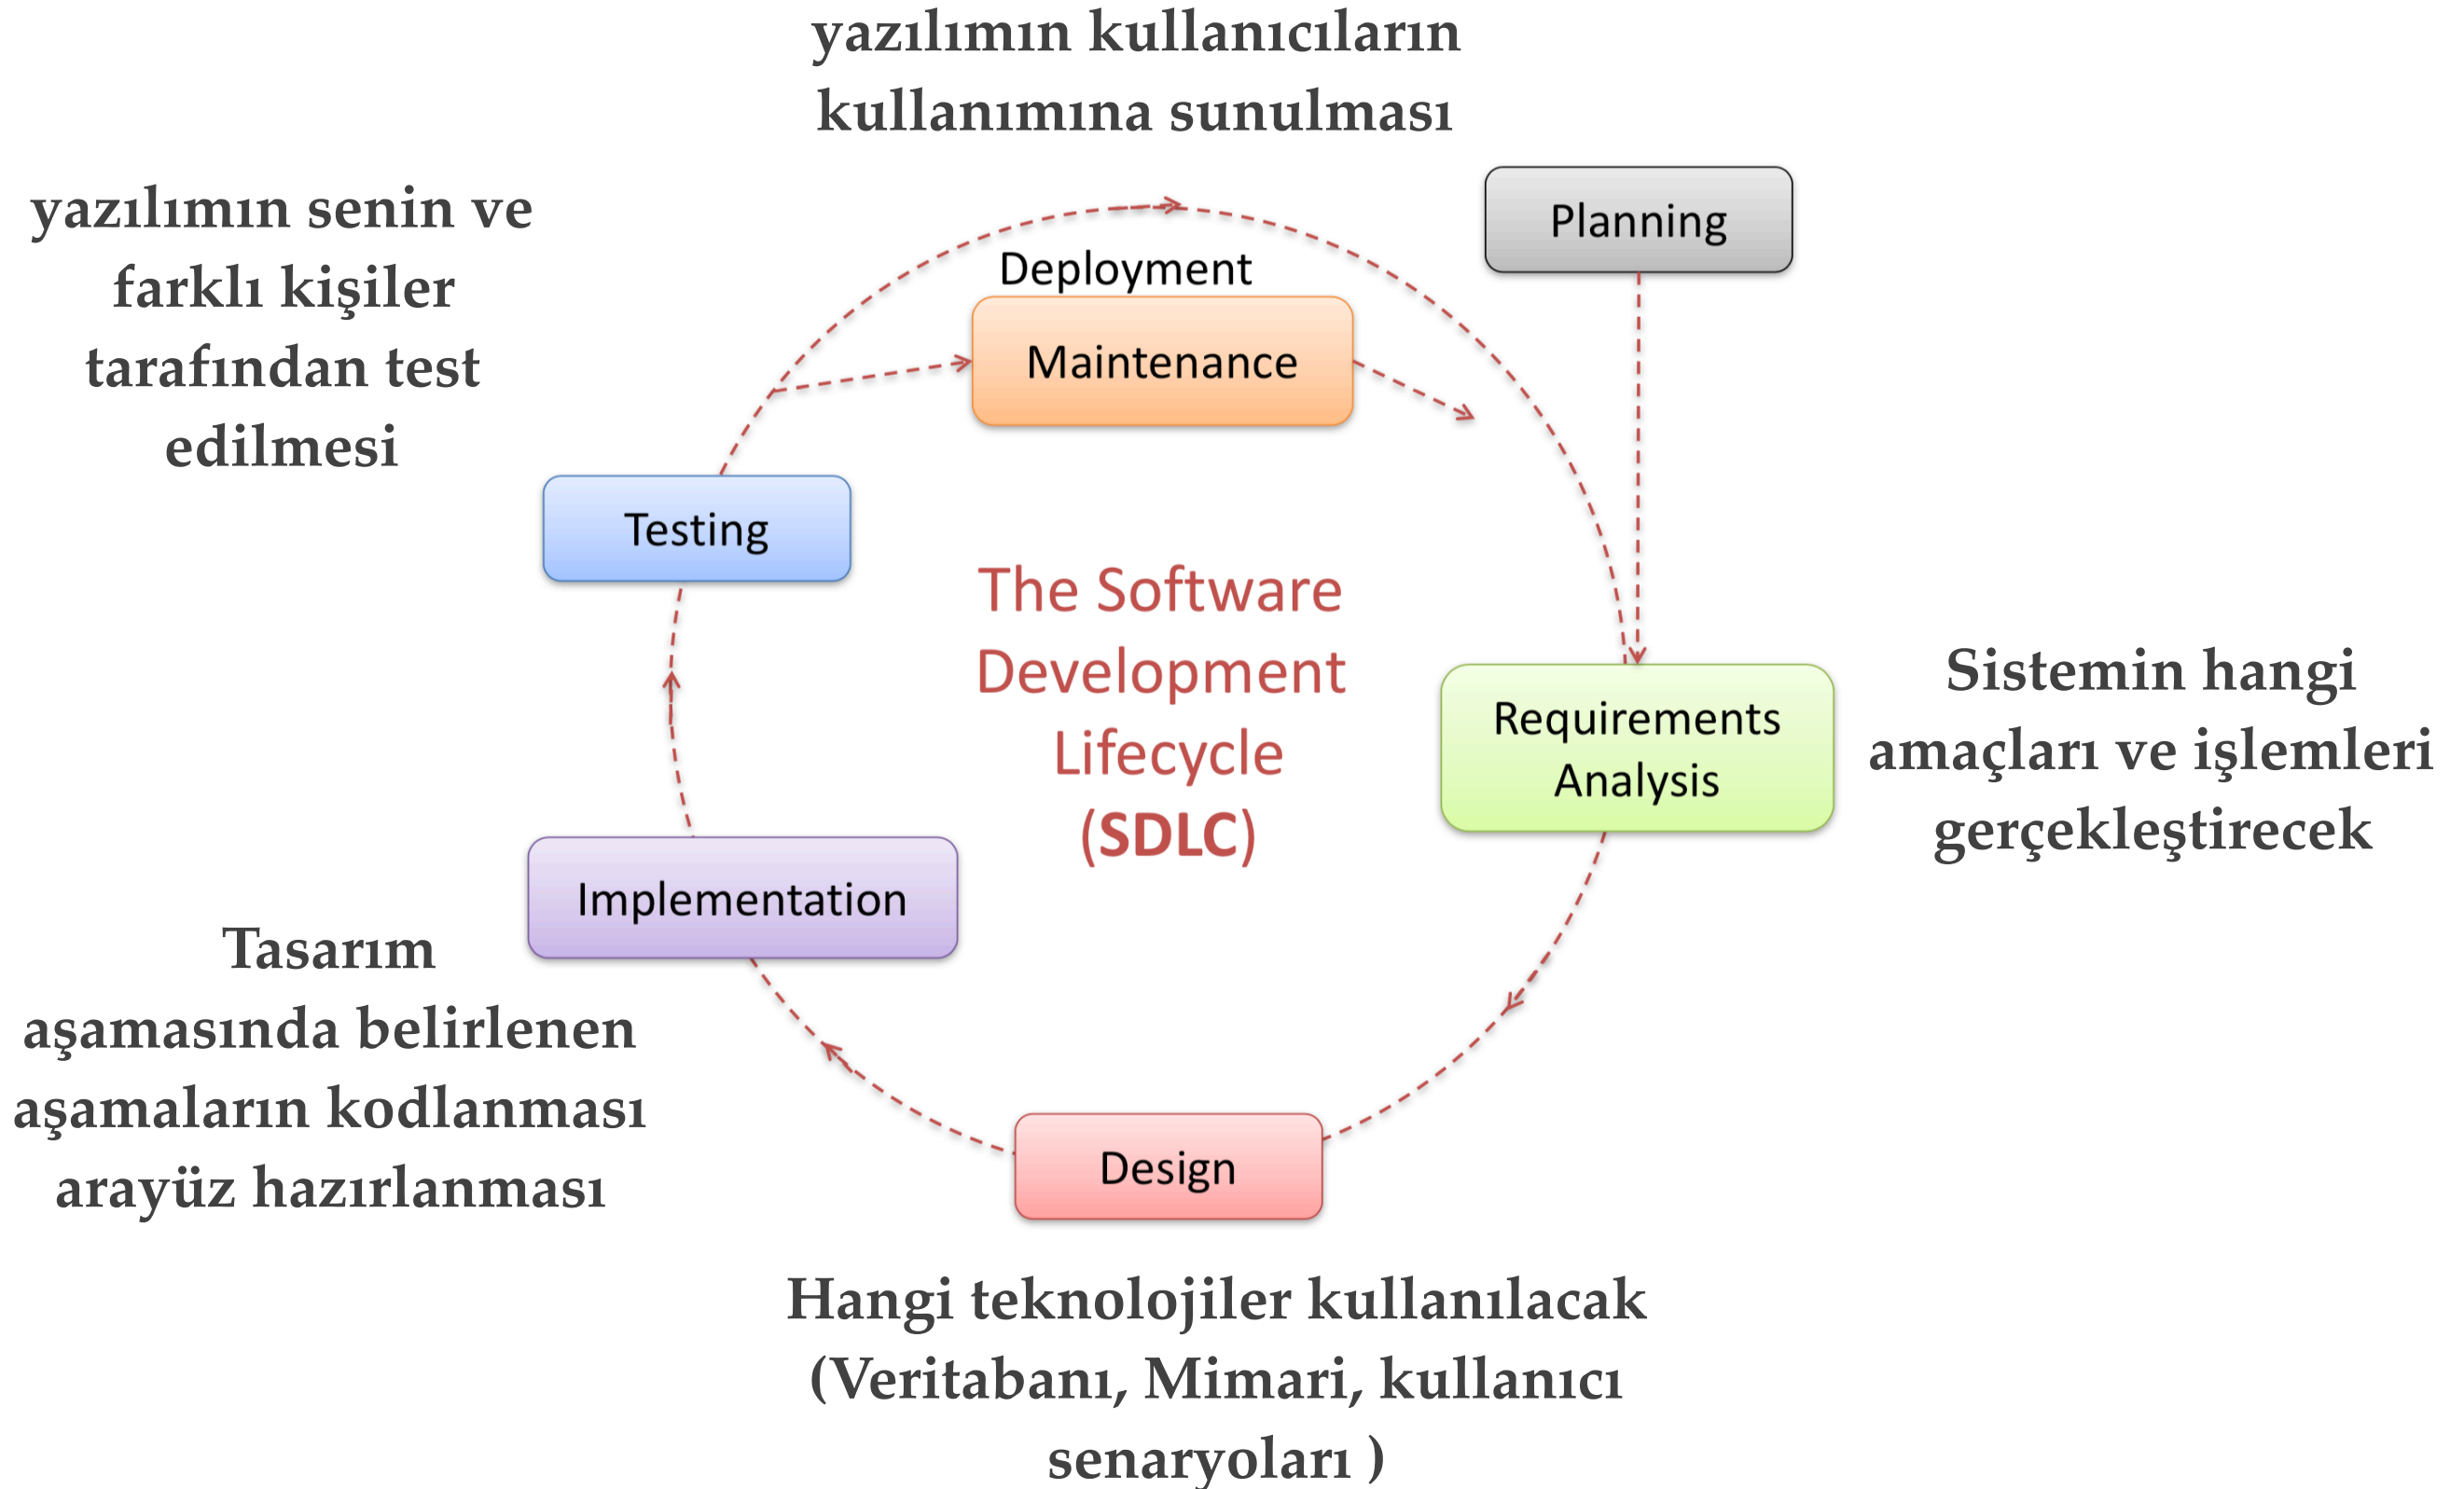 yazılımın kullanıcıların
kullanımına sunulması
Planning
yazılımın senin ve
farklı kişiler
tarafından test
edilmesi
Deployment
Maintenance
Testing
The Software
Development
Lifecycle
(SDLC)
Requirements
Analysis
Sistemin hangi
amaçları ve işlemleri
gerçekleştirecek
Implementation
Tasarım
aşamasında belirlenen
aşamaların kodlanması
arayüz hazırlanması
Design
Hangi teknolojiler kullanılacak
(Veritabanı, Mimari, kullanıcı
senaryoları )